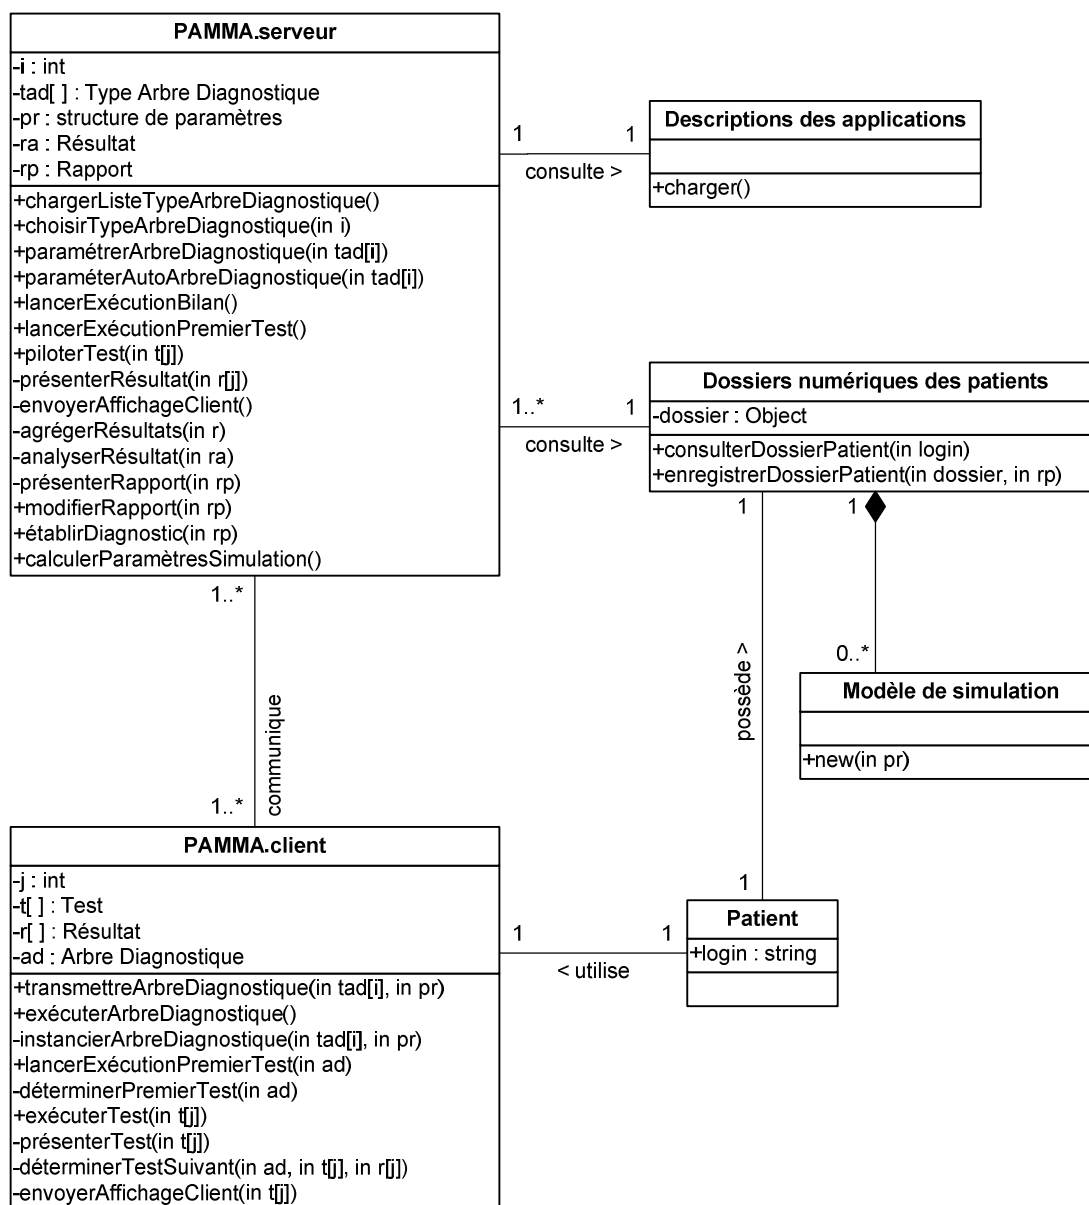 PAMMA.serveur
-i : int
-tad[ ] : Type Arbre Diagnostique
-pr : structure de paramètres
-ra : Résultat
-rp : Rapport
+chargerListeTypeArbreDiagnostique()
+choisirTypeArbreDiagnostique(in i)
+paramétrerArbreDiagnostique(in tad[i])
+paraméterAutoArbreDiagnostique(in tad[i])
+lancerExécutionBilan()
+lancerExécutionPremierTest()
+piloterTest(in t[j])
-présenterRésultat(in r[j])
-envoyerAffichageClient()
-agrégerRésultats(in r)
-analyserRésultat(in ra)
-présenterRapport(in rp)
+modifierRapport(in rp)
+établirDiagnostic(in rp)
+calculerParamètresSimulation()
1
1
consulte >
Descriptions des applications
+charger()
1..*
1
consulte >
Dossiers numériques des patients
-dossier : Object
+consulterDossierPatient(in login)
+enregistrerDossierPatient(in dossier, in rp)
1
1
0..*
Modèle de simulation
+new(in pr)
possède >
1
1..*
communique
1..*
PAMMA.client
-j : int
-t[ ] : Test
-r[ ] : Résultat
-ad : Arbre Diagnostique
+transmettreArbreDiagnostique(in tad[i], in pr)
+exécuterArbreDiagnostique()
-instancierArbreDiagnostique(in tad[i], in pr)
+lancerExécutionPremierTest(in ad)
-déterminerPremierTest(in ad)
+exécuterTest(in t[j])
-présenterTest(in t[j])
-déterminerTestSuivant(in ad, in t[j], in r[j])
-envoyerAffichageClient(in t[j])
1
1
< utilise
Patient
+login : string